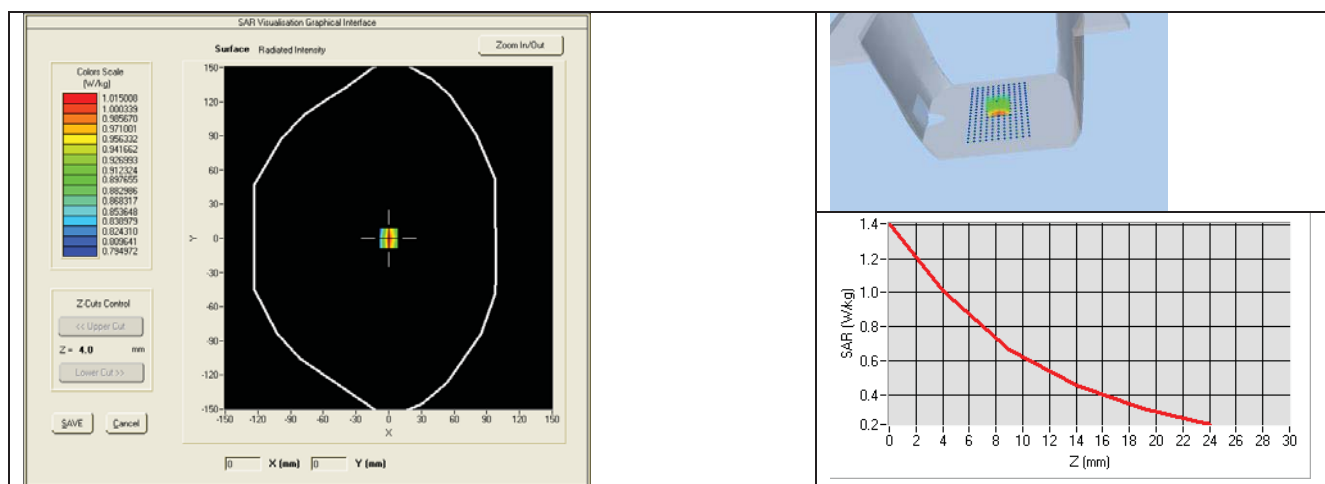 SAR Visualisation Graphical Interface
Surface Radiated Intensity
Zoom In/Out
Colors Scale
(W/kg)
1.015008
1.000339
0.985670
0.971001
0.956332
0.941662
0.926993
0.912324
0.897655
0.882986
0.868317
0.853648
0.838979
0.824310
0.809641
0.794972
Z-Cuts Control
<< Upper Cut
Z = 4.0 mm
Lower Cut >>
SAVE Cancel
150
120
90
60
30
0
-30
-60
-90
-120
-150
Y
-150 -120 -90 -60 -30 0 30 60 90 120 150
X
0 X (mm) 0 Y (mm)
1.4
1.2
1.0
0.8
0.6
0.4
0.2
SAR (W/kg)
0 2 4 6 8 10 12 14 16 18 20 22 24 26 28 30
Z (mm)